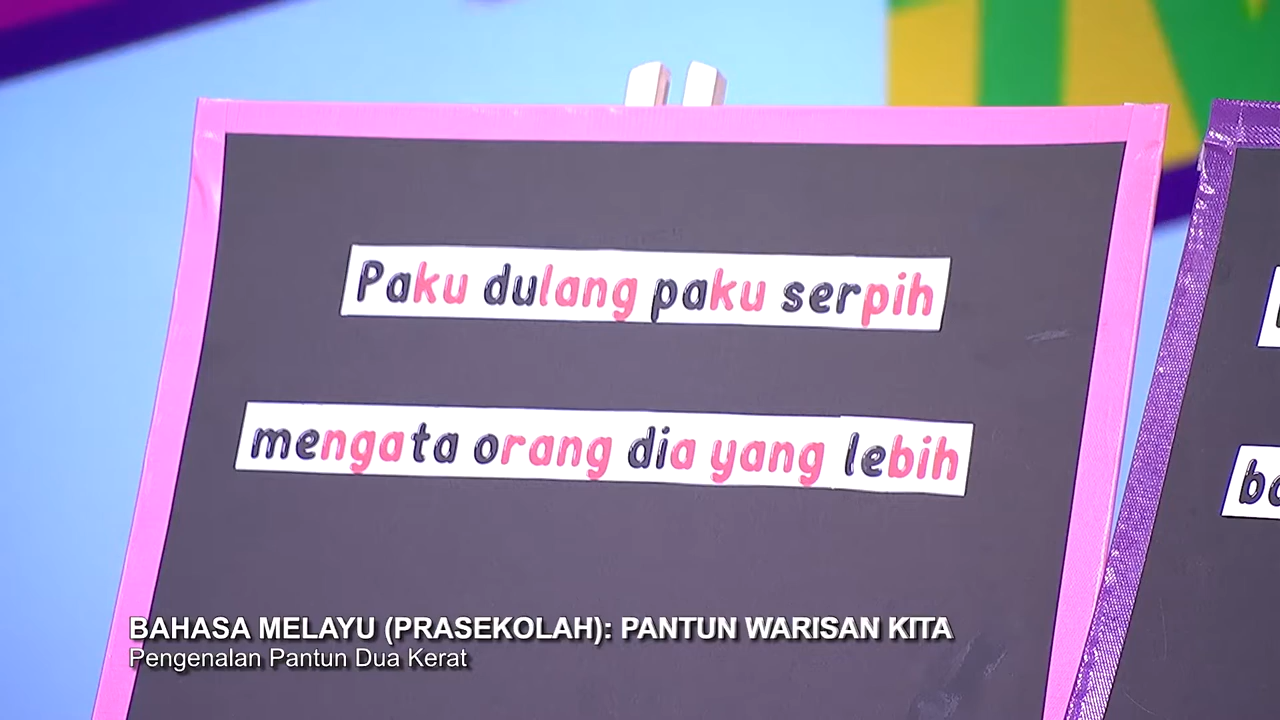 Paku dulang paku serpih
mengata orang dia yang lebih
BAHASA MELAYU (PRASEKOLAH): PANTUN WARISAN KITA
Pengenalan Pantun Dua Kerat